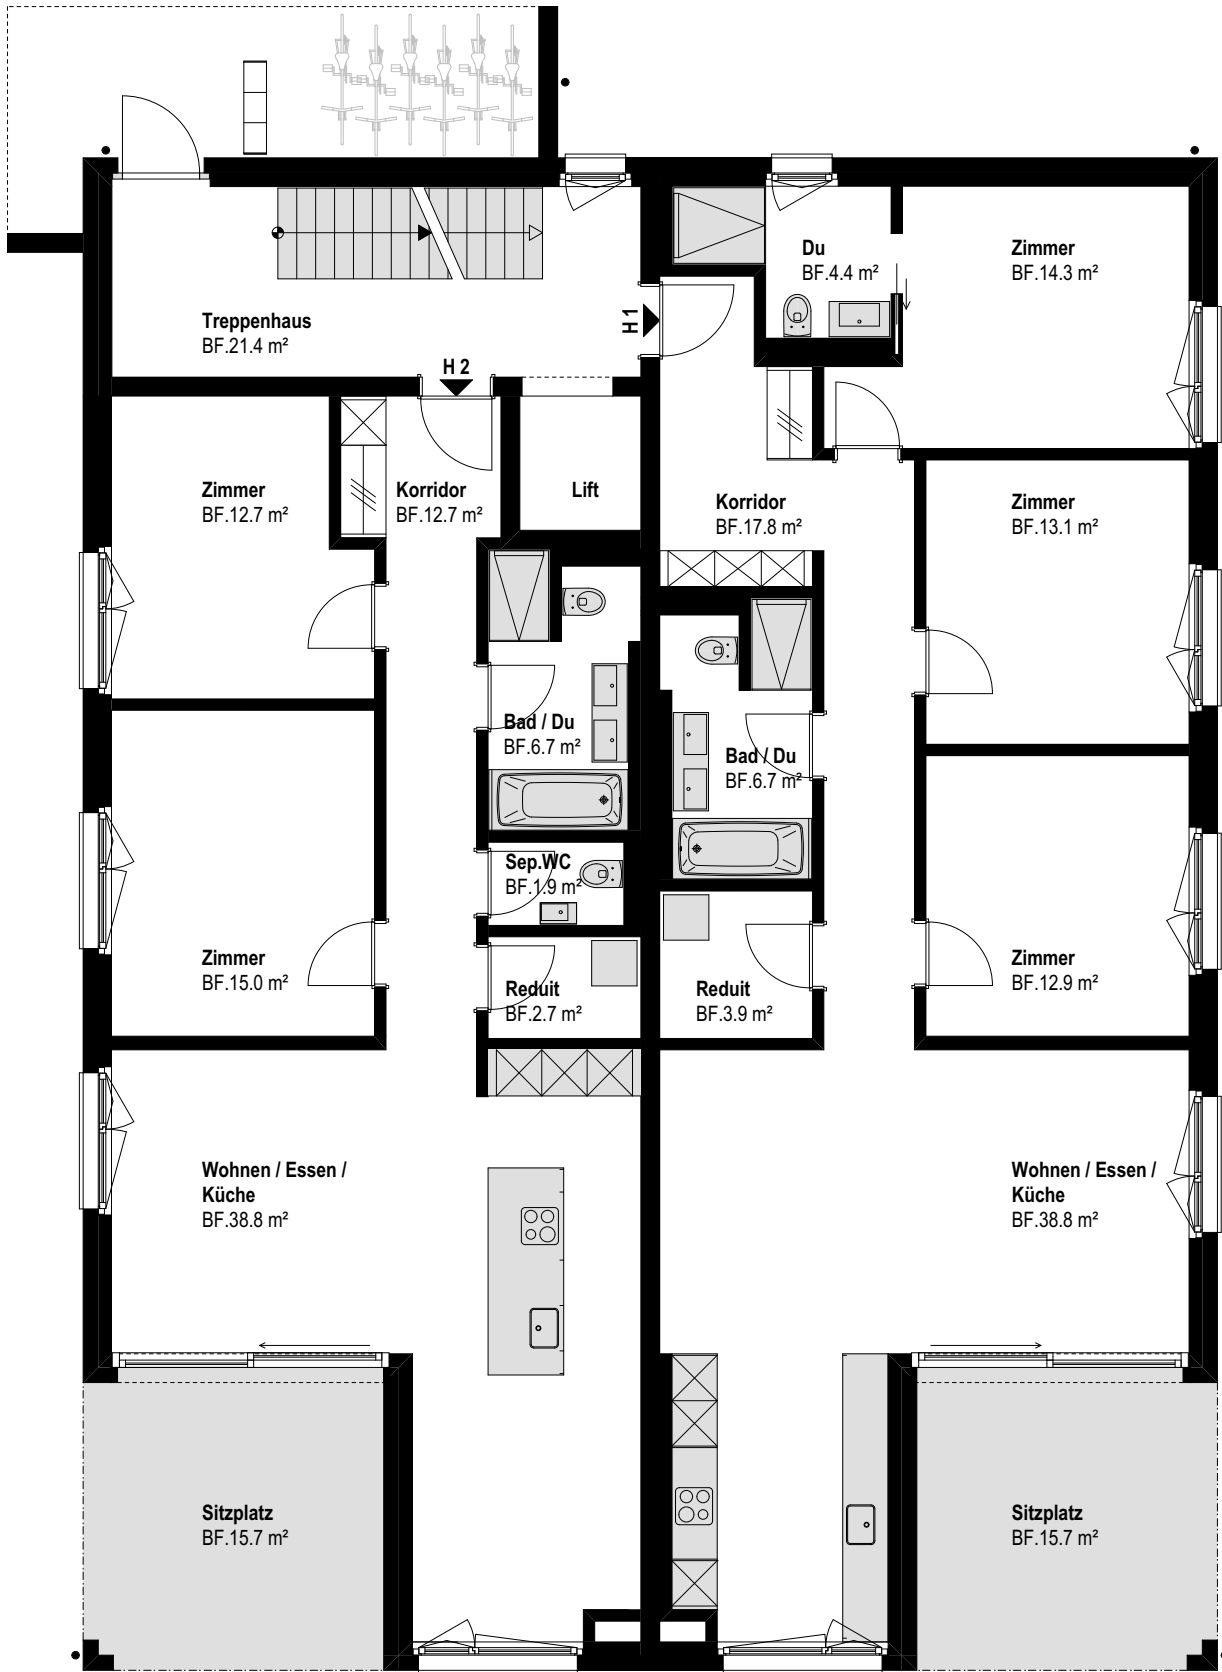 Du
BF.4.4 m²
Zimmer
BF.14.3 m²
Treppenhaus
BF.21.4 m²
H 1
H 2
Zimmer
BF.12.7 m²
Korridor
BF.12.7 m²
Lift
Korridor
BF.17.8 m²
Zimmer
BF.13.1 m²
Bad / Du
BF.6.7 m²
Bad / Du
BF.6.7 m²
Sep.WC
BF.1.9 m²
Zimmer
BF.15.0 m²
Reduit
BF.2.7 m²
Reduit
BF.3.9 m²
Zimmer
BF.12.9 m²
Wohnen / Essen /
Küche
BF.38.8 m²
Wohnen / Essen /
Küche
BF.38.8 m²
Sitzplatz
BF.15.7 m²
Sitzplatz
BF.15.7 m²